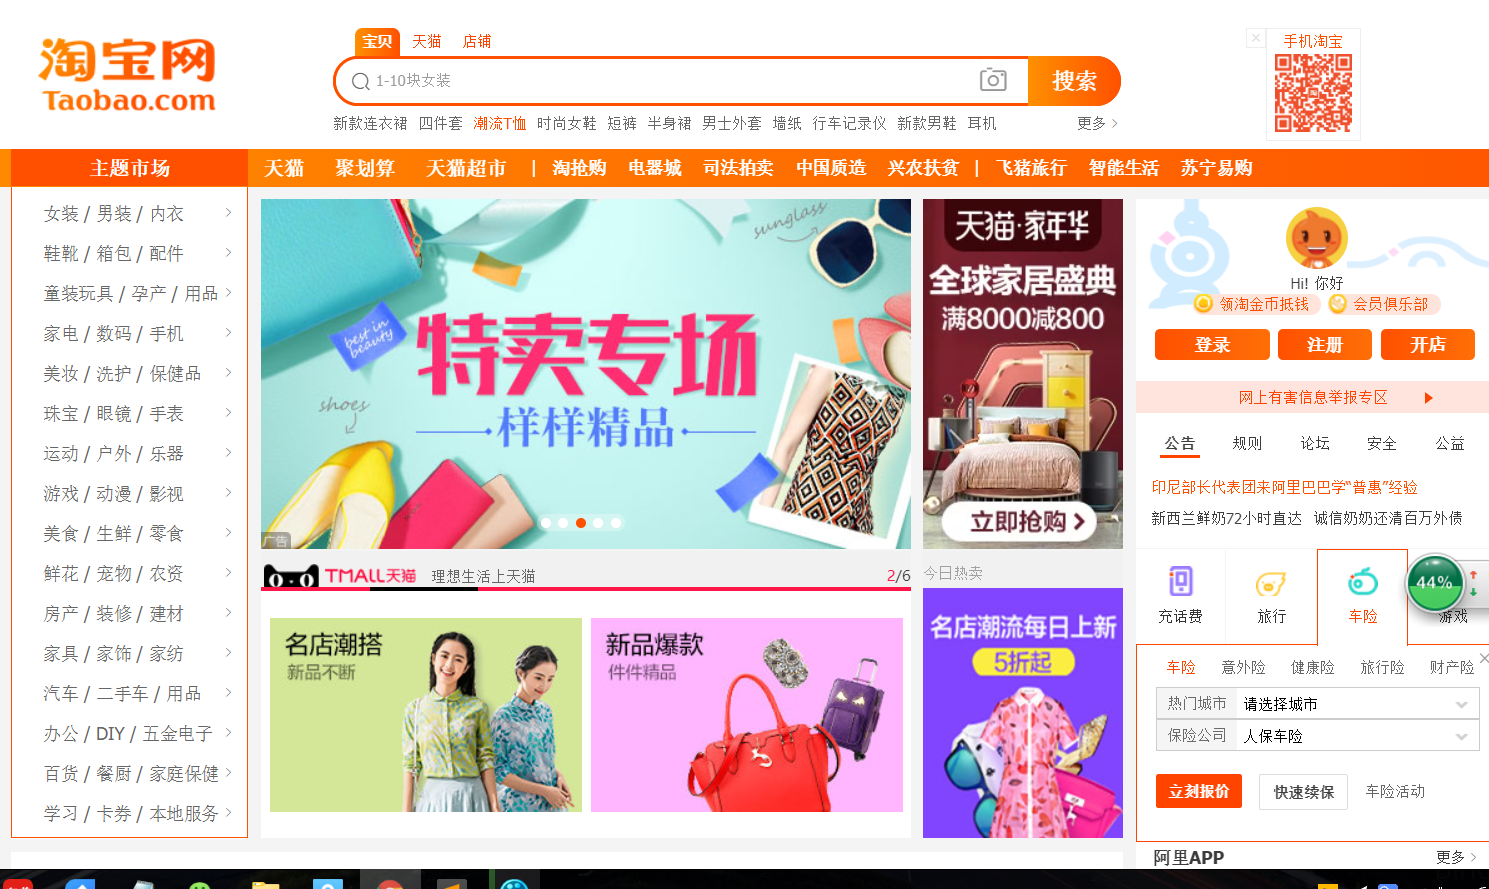 淘宝网
Taobao.com
宝贝 天猫 店铺
1-10块女装
搜索
新款连衣裙 四件套 潮流T恤 时尚女鞋 短裤 半身裙 男士外套 墙纸 行车记录仪 新款男鞋 耳机 更多 >
手机淘宝
主题市场
天猫 聚划算 天猫超市 | 淘抢购 电器城 司法拍卖 中国质造 兴农扶贫 | 飞猪旅行 智能生活 苏宁易购
女装 / 男装 / 内衣 >
鞋靴 / 箱包 / 配件 >
童装玩具 / 孕产 / 用品 >
家电 / 数码 / 手机 >
美妆 / 洗护 / 保健品 >
珠宝 / 眼镜 / 手表 >
运动 / 户外 / 乐器 >
游戏 / 动漫 / 影视 >
美食 / 生鲜 / 零食 >
鲜花 / 宠物 / 农资 >
房产 / 装修 / 建材 >
家具 / 家饰 / 家纺 >
汽车 / 二手车 / 用品 >
办公 / DIY / 五金电子 >
百货 / 餐厨 / 家庭保健 >
学习 / 卡券 / 本地服务 >
sunglass
best in
beauty
特卖专场
shoes
样样精品
广告
TMALL天猫 理想生活上天猫 2/6
名店潮搭
新品不断
新品爆款
件件精品
天猫·家年华
全球家居盛典
满8000减800
立即抢购 >
今日热卖
名店潮流每日上新
5折起
Hi! 你好
领淘金币抵钱 会员俱乐部
登录 注册 开店
网上有害信息举报专区
公告 规则 论坛 安全 公益
印尼部长代表团来阿里巴巴学“普惠”经验
新西兰鲜奶72小时直达 诚信奶奶还清百万外债
44%
充话费 旅行 车险 游戏
车险 意外险 健康险 旅行险 财产险
热门城市 请选择城市
保险公司 人保车险
立刻报价 快速续保 车险活动
阿里APP 更多 >